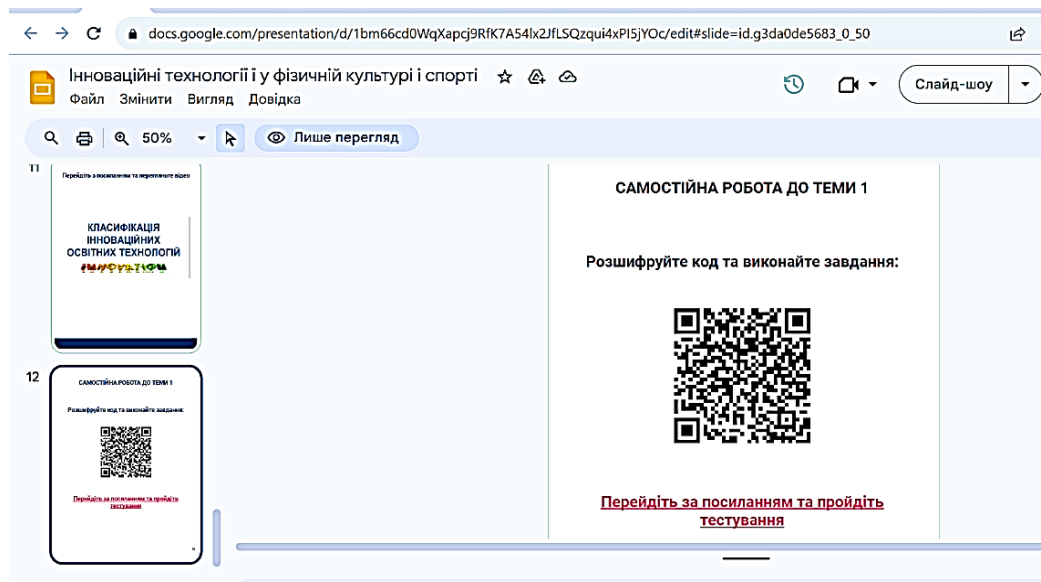 docs.google.com/presentation/d/1bm66cd0WqXapcj9RfK7A54lx2JfLSQzqui4xPI5jYOc/edit#slide=id.g3da0de5683_0_50
Інноваційні технології і у фізичній культурі і спорті
Файл Змінити Вигляд Довідка
Слайд-шоу
50%
Лише перегляд
11
Перейдіть за посиланням та перегляньте відео
КЛАСИФІКАЦІЯ
ІННОВАЦІЙНИХ
ОСВІТНИХ ТЕХНОЛОГІЙ
INNOVATION
12
САМОСТІЙНА РОБОТА ДО ТЕМИ 1
Розшифруйте код та виконайте завдання:
Перейдіть за посиланням та пройдіть
тестування
САМОСТІЙНА РОБОТА ДО ТЕМИ 1
Розшифруйте код та виконайте завдання:
Перейдіть за посиланням та пройдіть
тестування